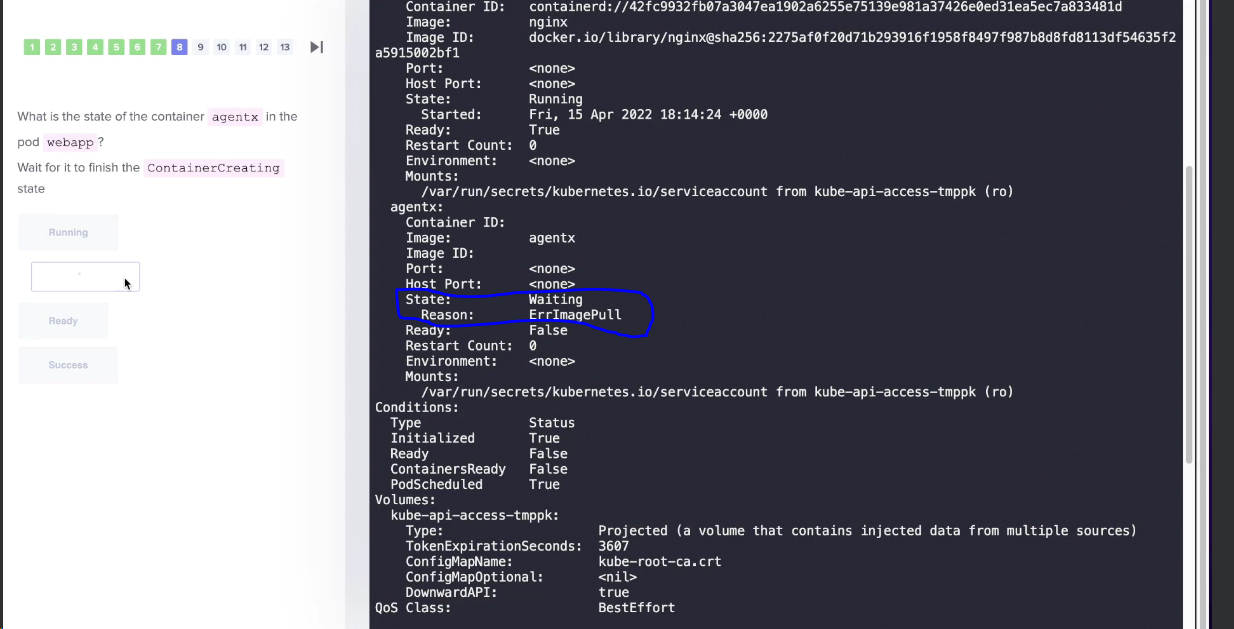 1 2 3 4 5 6 7 8 9 10 11 12 13
What is the state of the container agentx in the
pod webapp ?
Wait for it to finish the ContainerCreating
state
Running
Ready
Success
Container ID: containerd://42fc9932fb07a3047ea1902a6255e75139e981a37426e0ed31ea5ec7a833481d
Image: nginx
Image ID: docker.io/library/nginx@sha256:2275af0f20d71b293916f1958f8497f987b8d8fd8113df54635f2
a5915002bf1
Port: <none>
Host Port: <none>
State: Running
Started: Fri, 15 Apr 2022 18:14:24 +0000
Ready: True
Restart Count: 0
Environment: <none>
Mounts:
/var/run/secrets/kubernetes.io/serviceaccount from kube-api-access-tmppk (ro)
agentx:
Container ID:
Image: agentx
Image ID:
Port: <none>
Host Port: <none>
State: Waiting
Reason: ErrImagePull
Ready: False
Restart Count: 0
Environment: <none>
Mounts:
/var/run/secrets/kubernetes.io/serviceaccount from kube-api-access-tmppk (ro)
Conditions:
Type Status
Initialized True
Ready False
ContainersReady False
PodScheduled True
Volumes:
kube-api-access-tmppk:
Type: Projected (a volume that contains injected data from multiple sources)
TokenExpirationSeconds: 3607
ConfigMapName: kube-root-ca.crt
ConfigMapOptional: <nil>
DownwardAPI: true
QoS Class: BestEffort